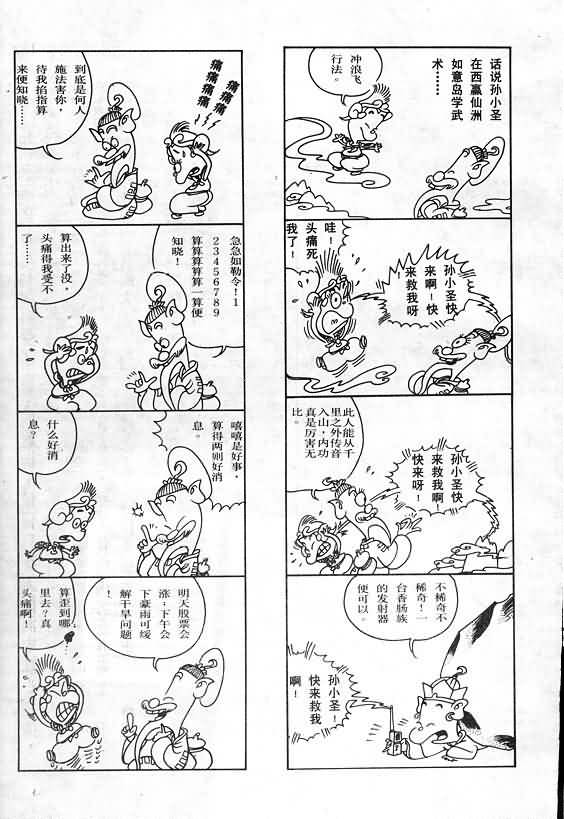 话说孙小圣
在西瀛仙洲
如意岛学武
术……
冲浪飞
行法。
哇！
头痛死
我了！
孙小圣快
来啊！快
来救我呀
此人能从千
里之外传音
入山，内功
真是厉害无
比。
孙小圣快
来救我啊！
快来呀！
不稀奇不
稀奇！一
台香肠族
的发射器
便可以。
孙小圣！
快来救我
啊！
痛痛痛
痛痛痛
痛痛
到底是何人
施法害你，
待我掐指算
来便知晓……
急急如勒令！1
23456789
算算算算算一算便
知晓！
算出来了没，
头痛得我受不
了……
嘻嘻是好事，
算得两则好消
息。
什么好消
息？
明天股票会
涨；下午会
下豪雨可缓
解干旱问题
！
算歪到哪
里去？真
头痛啊！